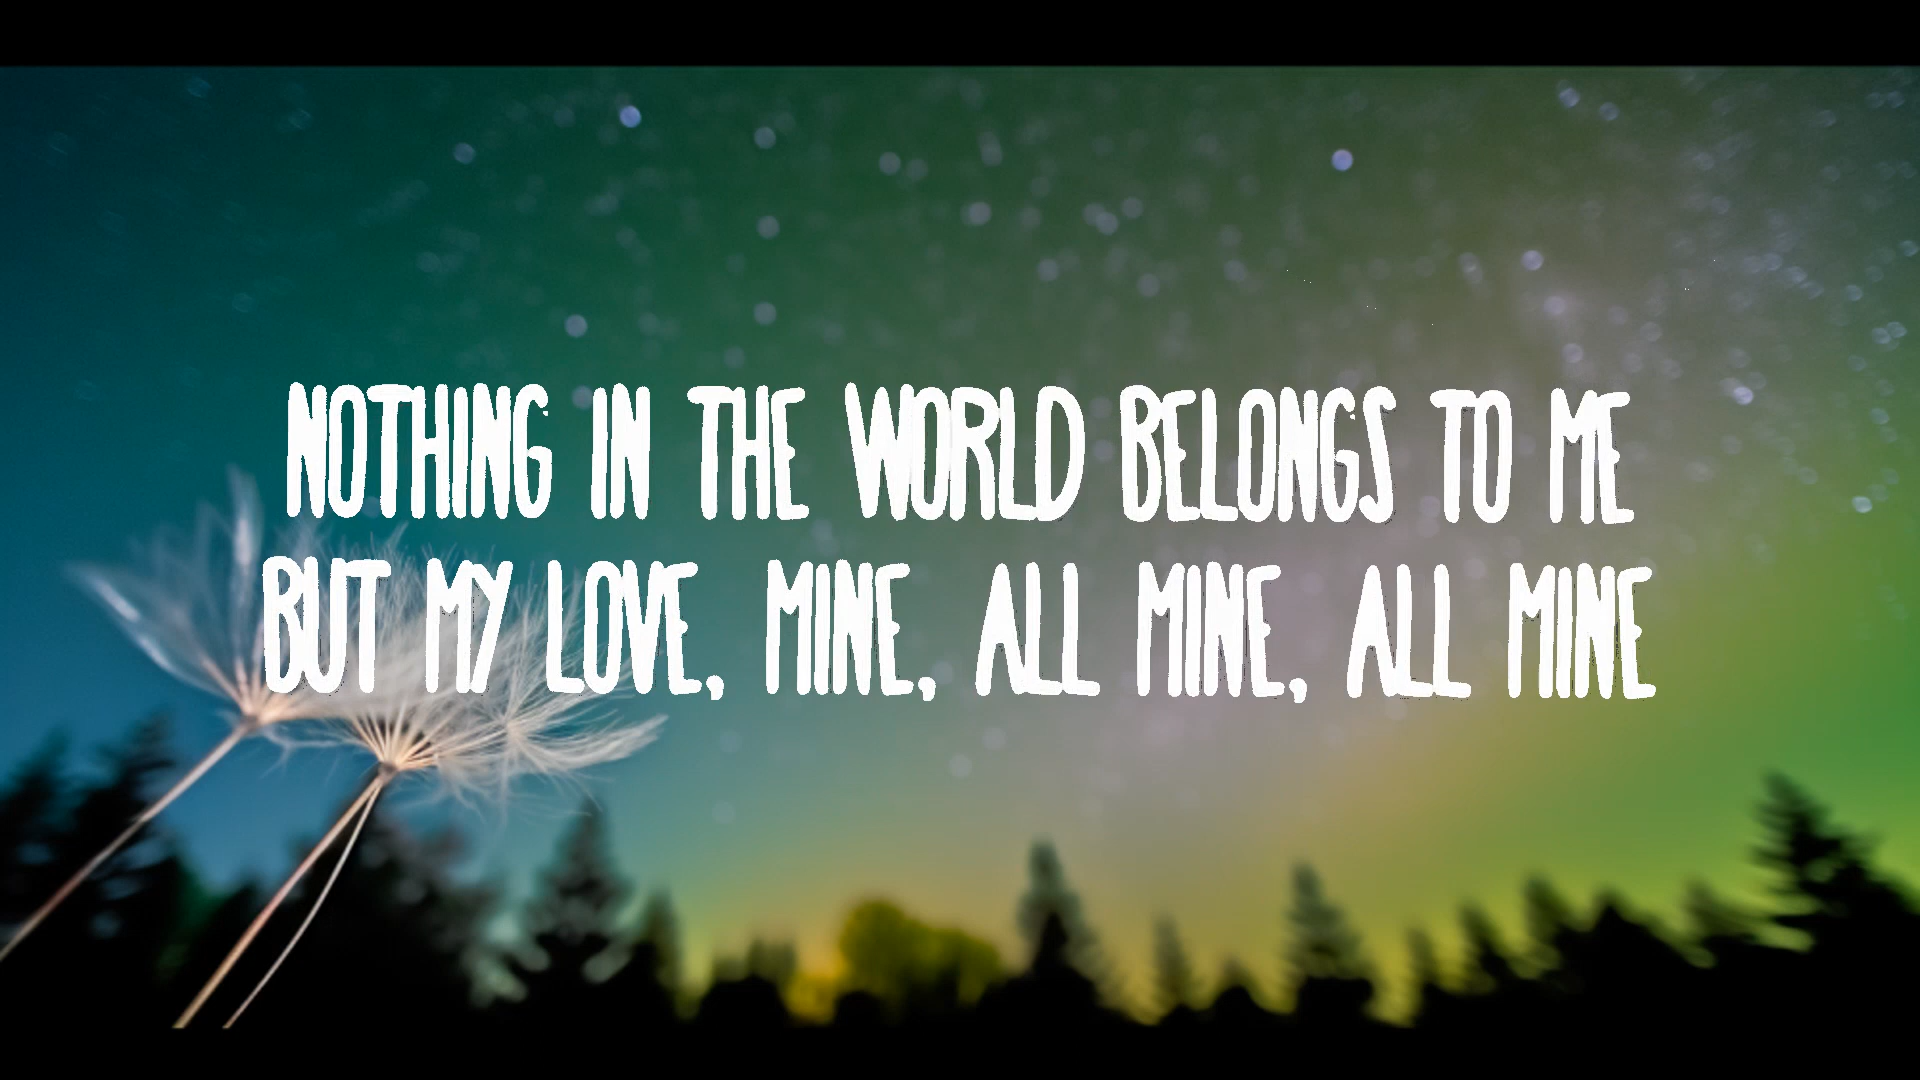 NOTHING IN THE WORLD BELONGS TO ME
BUT MY LOVE, MINE, ALL MINE, ALL MINE